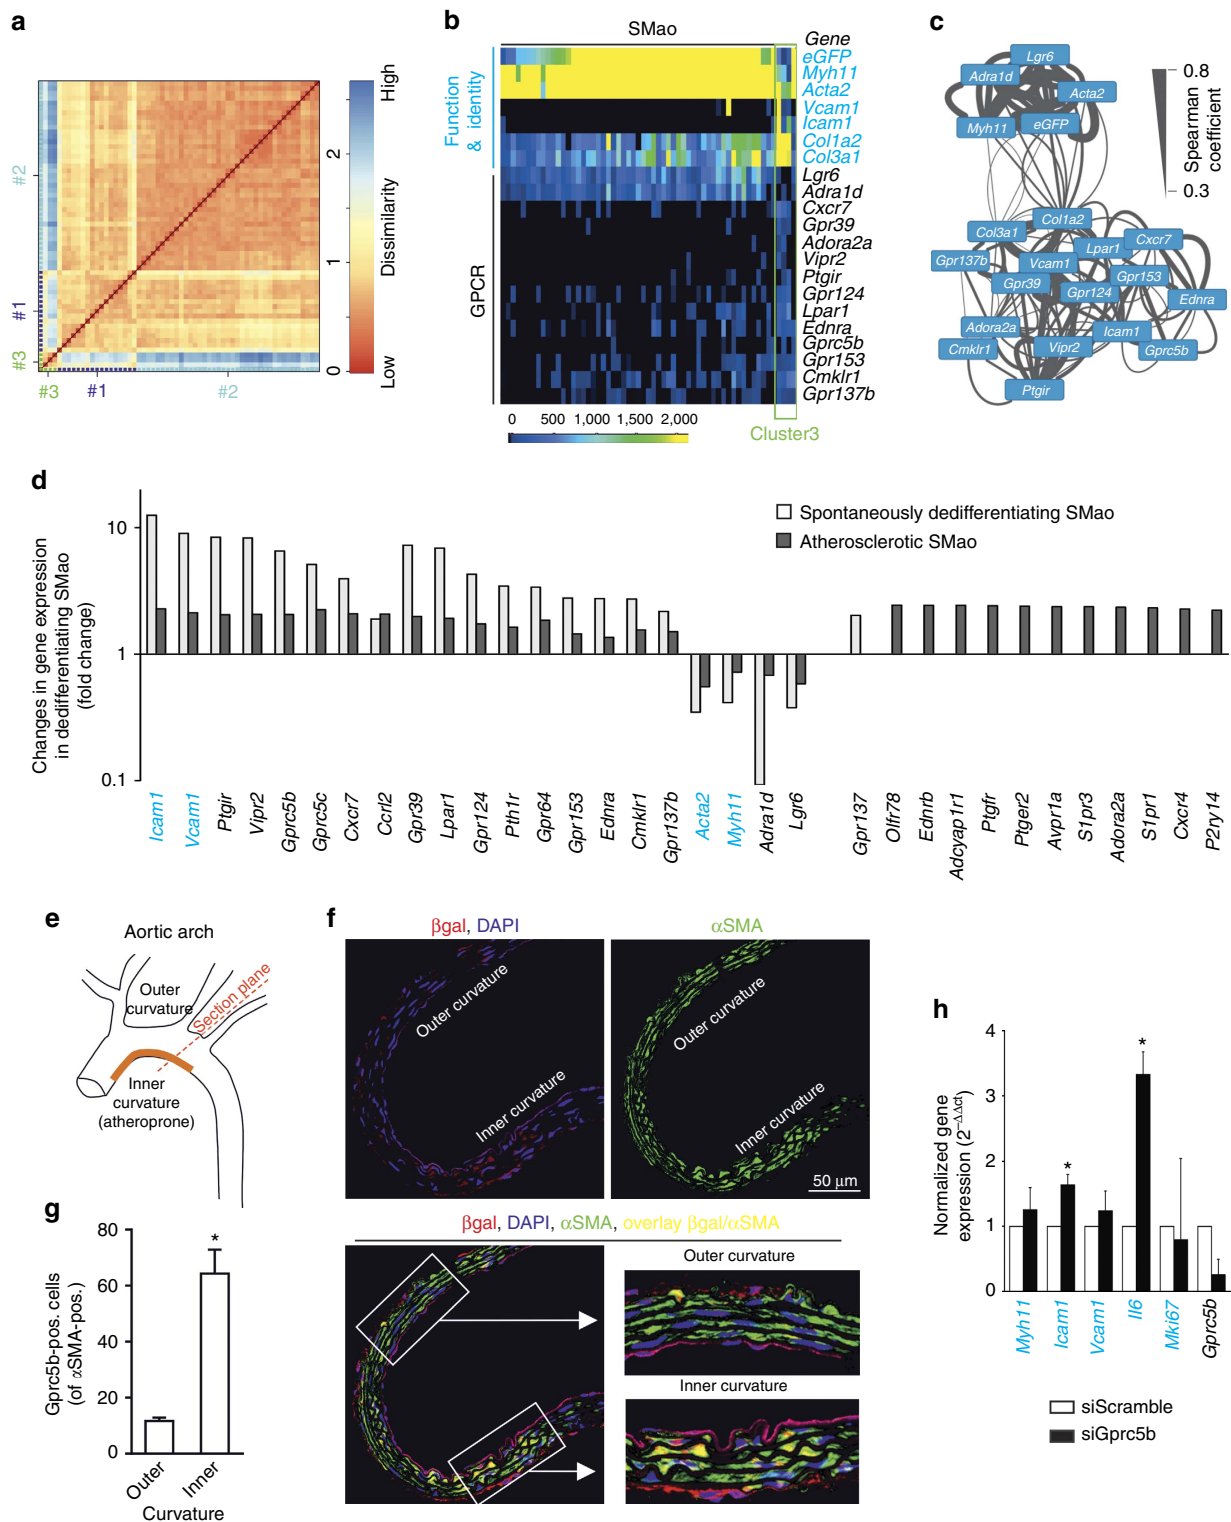 a
High
2
Dissimilarity
1
0
Low
#2
#1
#3
#3
#1
#2
b
SMao
Gene
Function
& identity
GPCR
eGFP
Myh11
Acta2
Vcam1
Icam1
Col1a2
Col3a1
Lgr6
Adra1d
Cxcr7
Gpr39
Adora2a
Vipr2
Ptgir
Gpr124
Lpar1
Ednra
Gprc5b
Gpr153
Cmklr1
Gpr137b
0 500 1,000 1,500 2,000
Cluster3
c
Lgr6
Adra1d
Acta2
Myh11
eGFP
Col1a2
Col3a1
Lpar1
Cxcr7
Gpr137b
Vcam1
Gpr39
Gpr124
Gpr153
Ednra
Adora2a
Icam1
Cmklr1
Vipr2
Gprc5b
Ptgir
0.8
Spearman
coefficient
0.3
d
Changes in gene expression
in dedifferentiating SMao
(fold change)
10
1
0.1
Spontaneously dedifferentiating SMao
Atherosclerotic SMao
Icam1
Vcam1
Ptgir
Vipr2
Gprc5b
Gprc5c
Cxcr7
Ccrl2
Gpr39
Lpar1
Gpr124
Pth1r
Gpr64
Gpr153
Ednra
Cmklr1
Gpr137b
Acta2
Myh11
Adra1d
Lgr6
Gpr137
Olfr78
Ednrb
Adcyap1r1
Ptgfr
Ptger2
Avpr1a
S1pr3
Adora2a
S1pr1
Cxcr4
P2ry14
e
Aortic arch
Outer
curvature
Section plane
Inner
curvature
(atheroprone)
f
βgal, DAPI
Outer curvature
Inner curvature
αSMA
Outer curvature
Inner curvature
50 μm
βgal, DAPI, αSMA, overlay βgal/αSMA
Outer curvature
Inner curvature
g
Gprc5b-pos. cells
(of αSMA-pos.)
80
60
40
20
0
*
Outer
Inner
Curvature
h
Normalized gene
expression (2−ΔΔct)
4
3
2
1
0
*
*
Myh11
Icam1
Vcam1
Il6
Mki67
Gprc5b
siScramble
siGprc5b